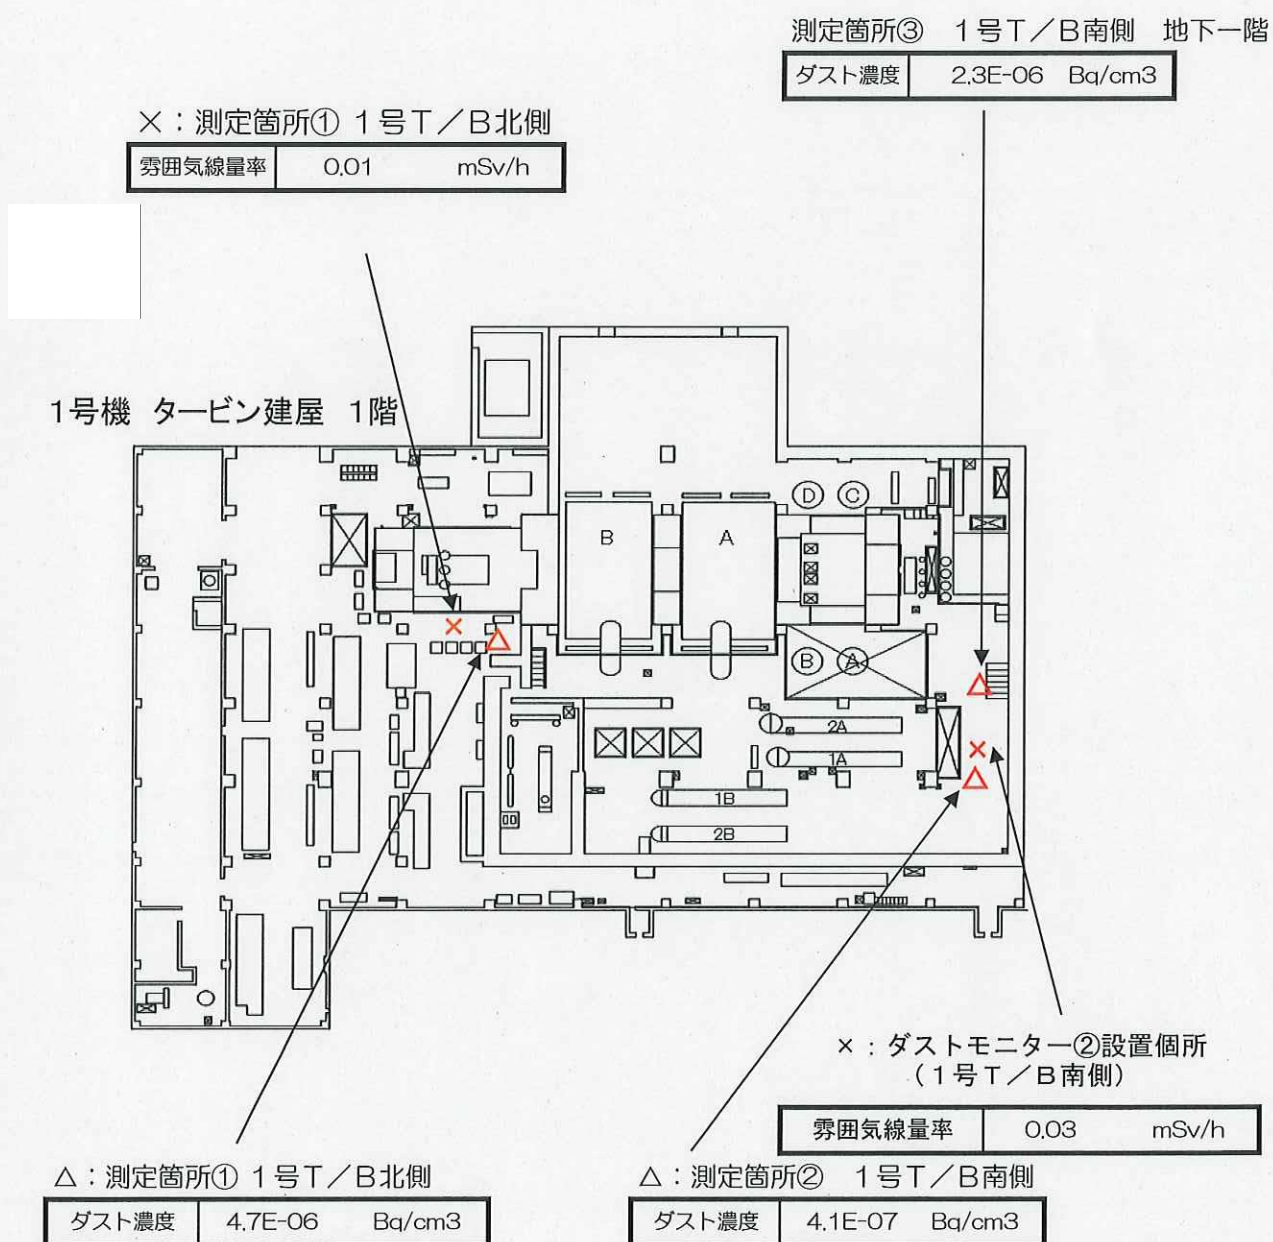 測定箇所③ 1号T／B南側 地下一階
ダスト濃度 2.3E-06 Bq/cm3
×：測定箇所① 1号T／B北側
雰囲気線量率 0.01 mSv/h
1号機 タービン建屋 1階
D C
B A
B A
2A
1A
1B
2B
×：ダストモニター②設置個所
（1号T／B南側）
雰囲気線量率 0.03 mSv/h
△：測定箇所① 1号T／B北側
ダスト濃度 4.7E-06 Bq/cm3
△：測定箇所② 1号T／B南側
ダスト濃度 4.1E-07 Bq/cm3